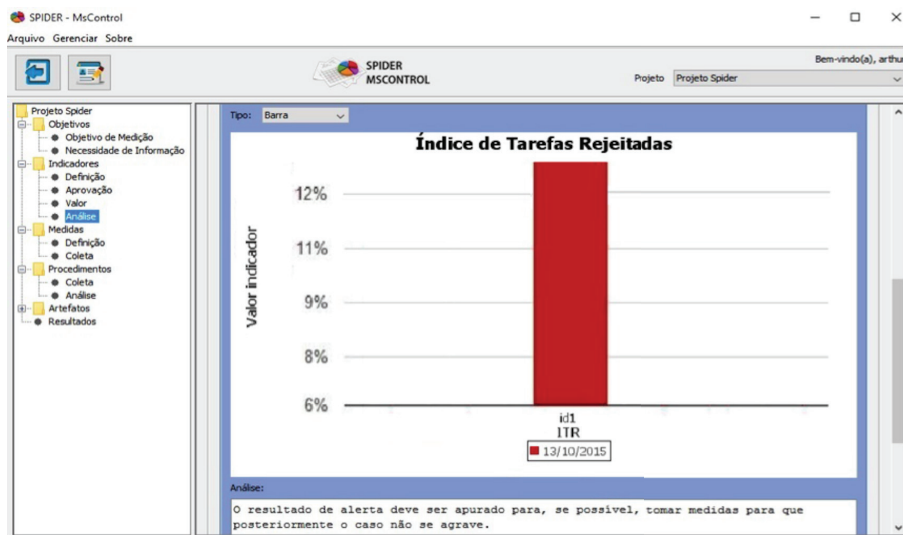 SPIDER - MsControl
Arquivo Gerenciar Sobre
SPIDER
MSCONTROL
Bem-vindo(a), arthur
Projeto Projeto Spider
Projeto Spider
Objetivos
Objetivo de Medição
Necessidade de Informação
Indicadores
Definição
Aprovação
Valor
Análise
Medidas
Definição
Coleta
Procedimentos
Coleta
Análise
Artefatos
Resultados
Tipo: Barra
Índice de Tarefas Rejeitadas
Valor indicador
12%
11%
9%
8%
6%
id1
ITR
13/10/2015
Análise:
O resultado de alerta deve ser apurado para, se possível, tomar medidas para que
posteriormente o caso não se agrave.